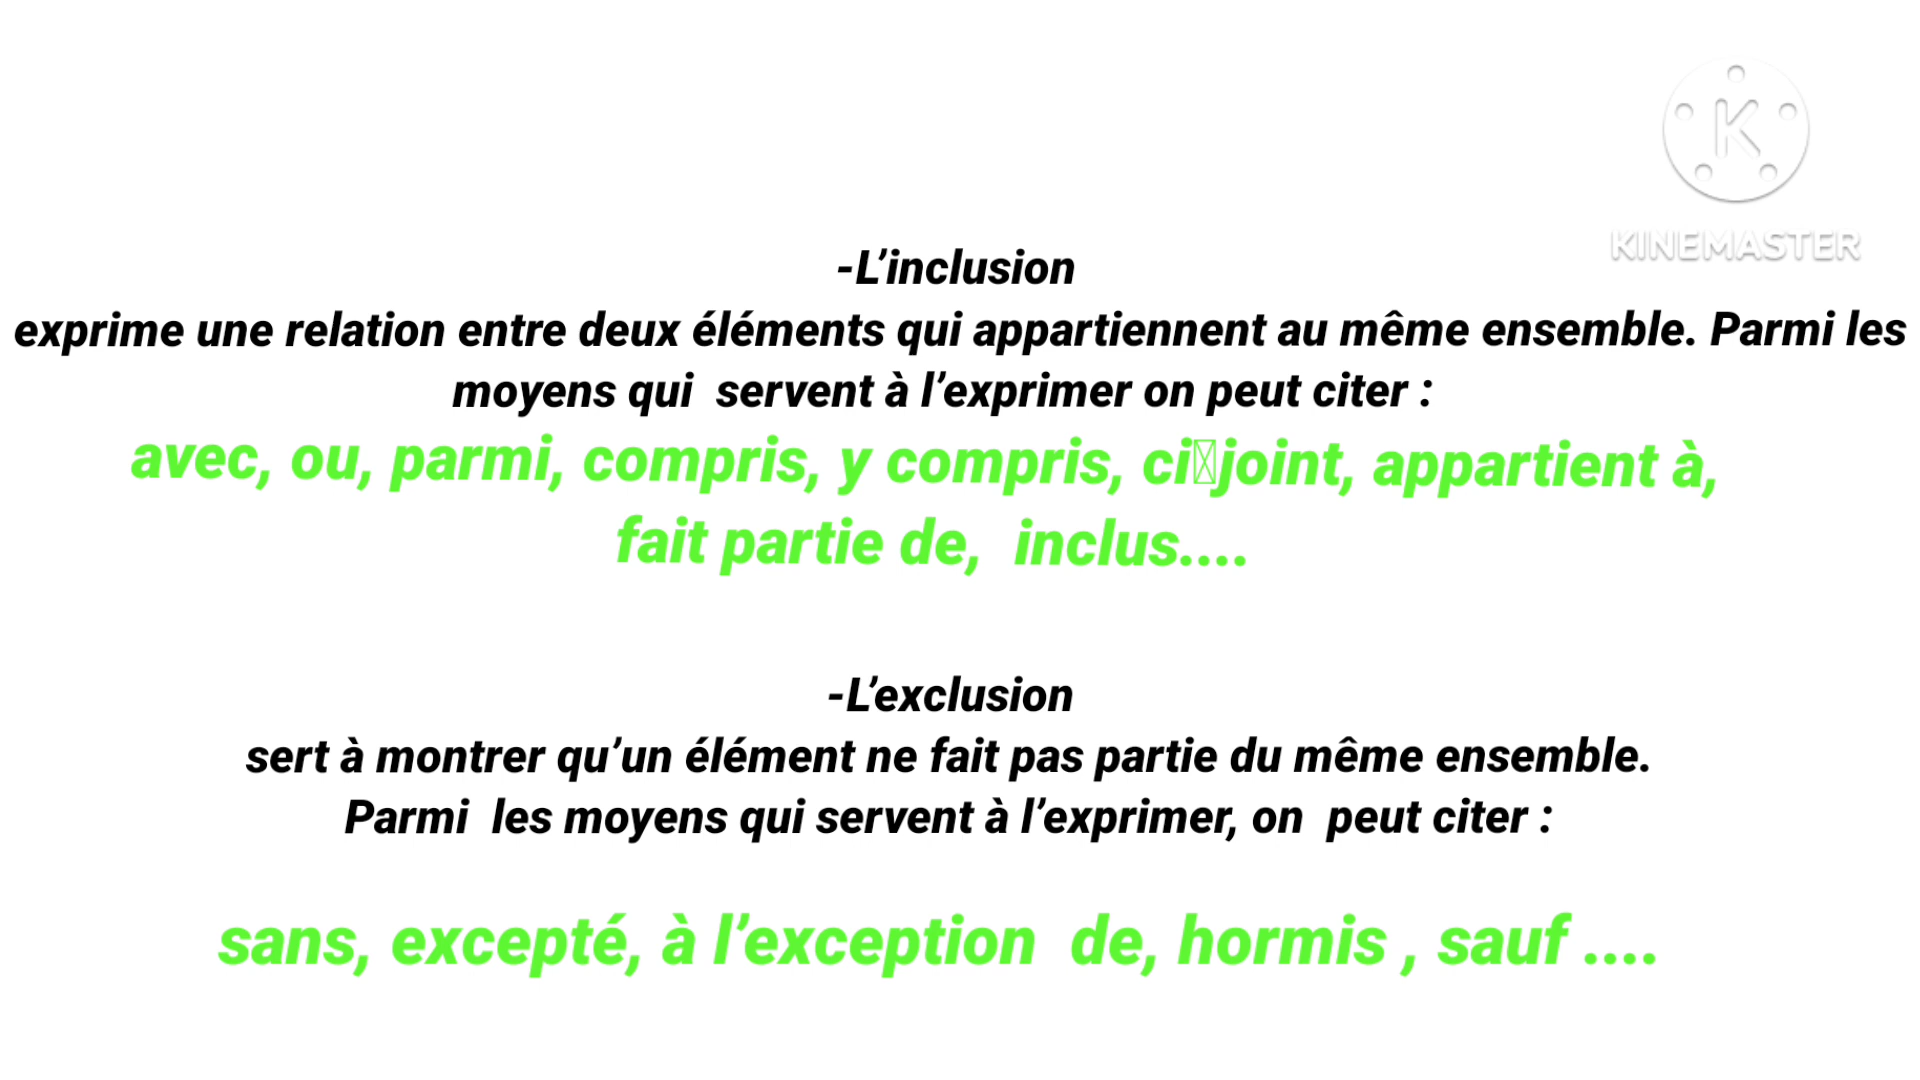 KINEMASTER
-L’inclusion
exprime une relation entre deux éléments qui appartiennent au même ensemble. Parmi les
moyens qui  servent à l’exprimer on peut citer :
avec, ou, parmi, compris, y compris, ci￾joint, appartient à,
fait partie de,  inclus....
-L’exclusion
sert à montrer qu’un élément ne fait pas partie du même ensemble.
Parmi  les moyens qui servent à l’exprimer, on  peut citer :
sans, excepté, à l’exception  de, hormis , sauf ....